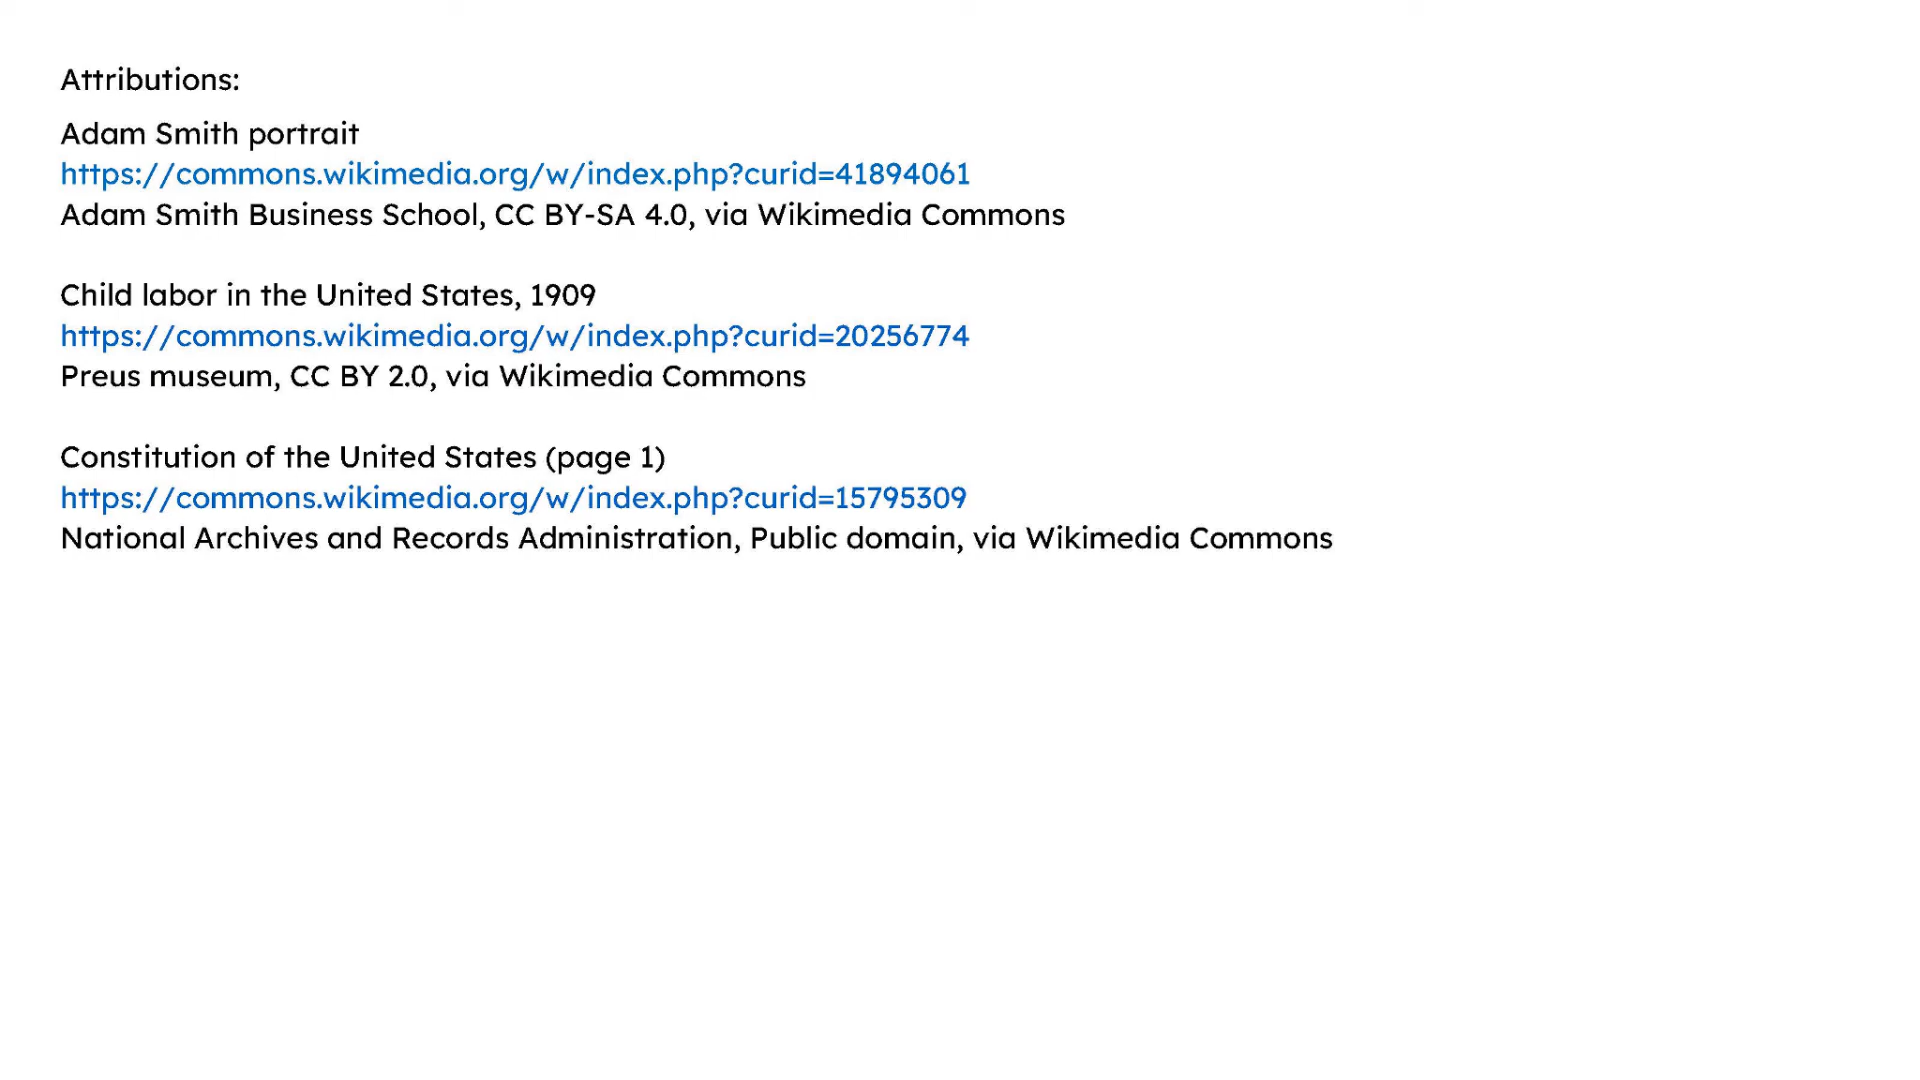 Attributions:
Adam Smith portrait
https://commons.wikimedia.org/w/index.php?curid=41894061
Adam Smith Business School, CC BY-SA 4.0, via Wikimedia Commons
Child labor in the United States, 1909
https://commons.wikimedia.org/w/index.php?curid=20256774
Preus museum, CC BY 2.0, via Wikimedia Commons
Constitution of the United States (page 1)
https://commons.wikimedia.org/w/index.php?curid=15795309
National Archives and Records Administration, Public domain, via Wikimedia Commons